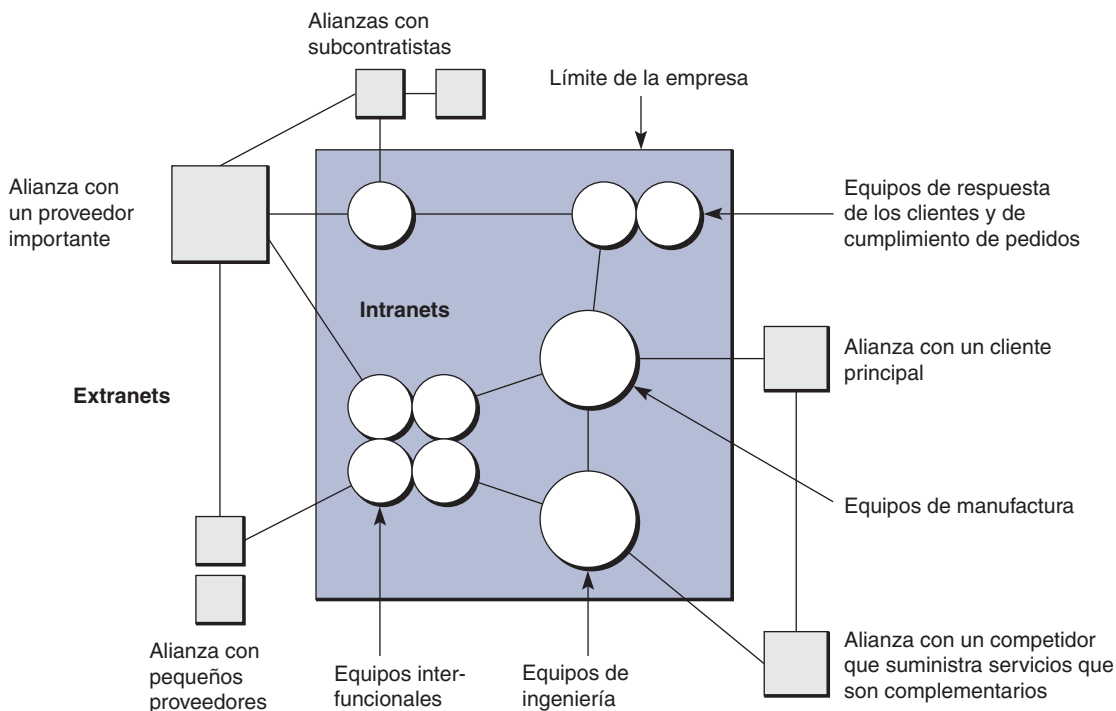 Alianzas con
subcontratistas
Límite de la empresa
Alianza con
un proveedor
importante
Equipos de respuesta
de los clientes y de
cumplimiento de pedidos
Intranets
Alianza con un cliente
principal
Extranets
Equipos de manufactura
Alianza con
pequeños
proveedores
Equipos inter-
funcionales
Equipos de
ingeniería
Alianza con un competidor
que suministra servicios que
son complementarios